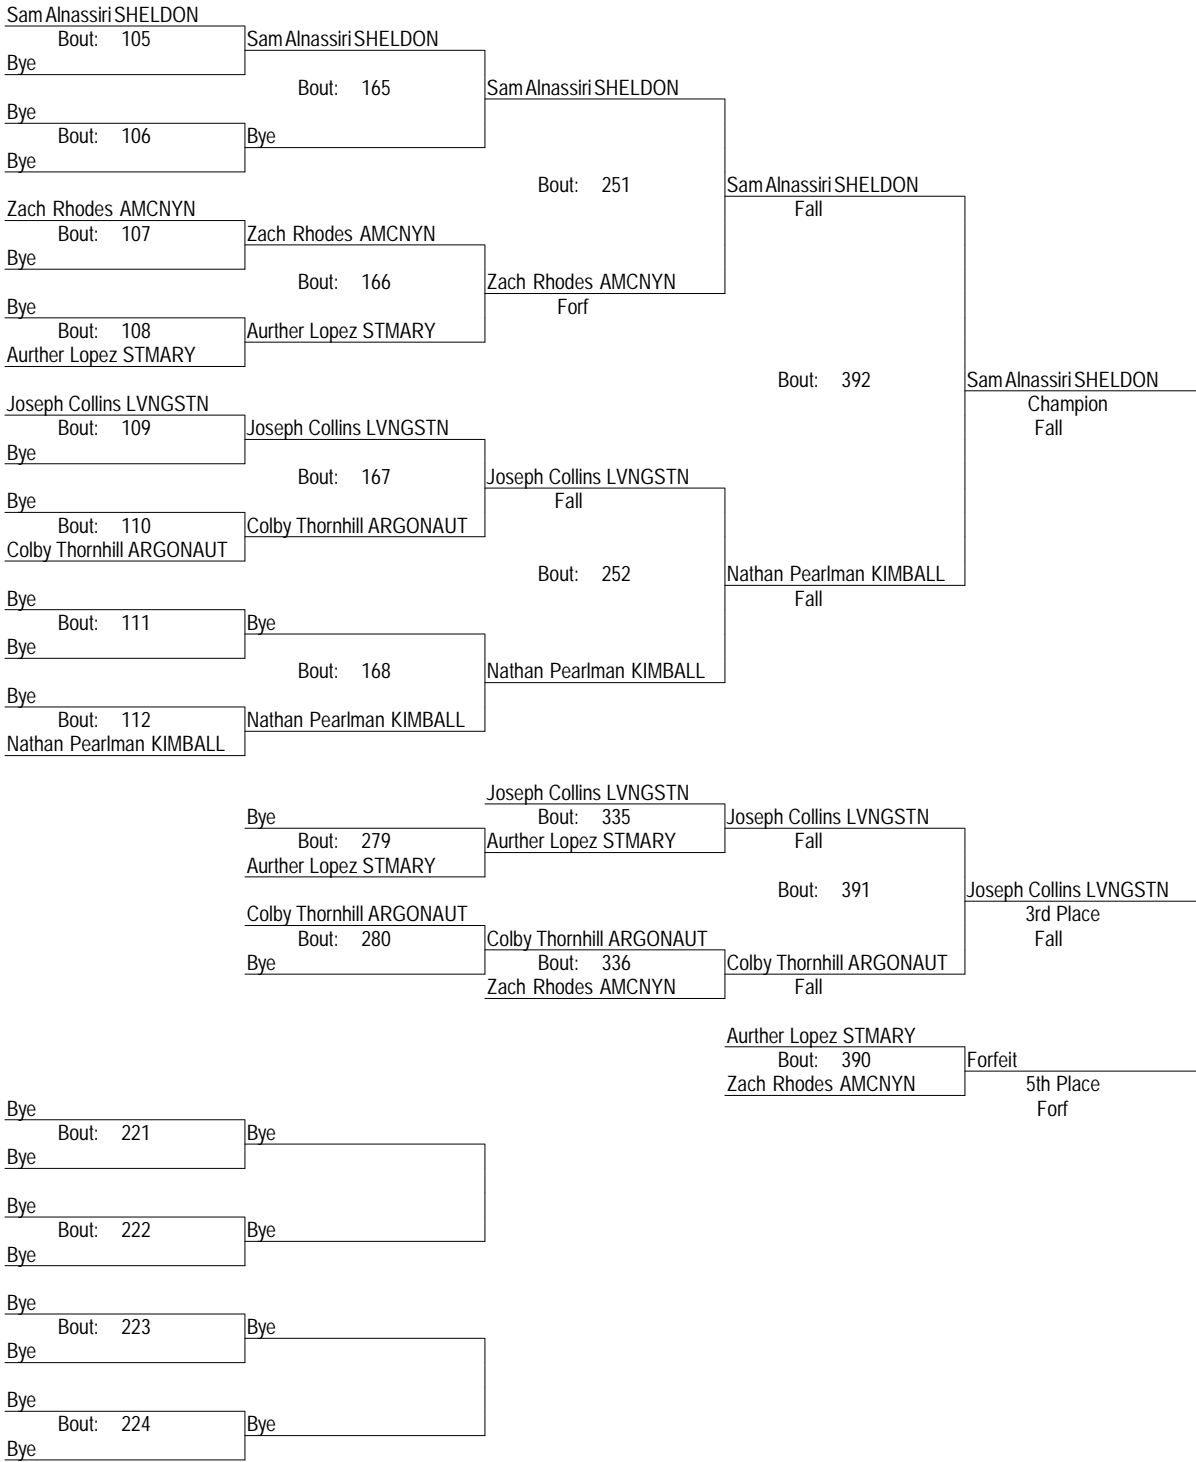 Sam Alnassiri SHELDON
Bout: 105
Sam Alnassiri SHELDON
Bye
Bout: 165
Sam Alnassiri SHELDON
Bye
Bout: 106
Bye
Bye
Bout: 251
Sam Alnassiri SHELDON
Fall
Zach Rhodes AMCNYN
Bout: 107
Zach Rhodes AMCNYN
Bye
Bout: 166
Zach Rhodes AMCNYN
Forf
Bye
Bout: 108
Aurther Lopez STMARY
Aurther Lopez STMARY
Bout: 392
Sam Alnassiri SHELDON
Champion
Fall
Joseph Collins LVNGSTN
Bout: 109
Joseph Collins LVNGSTN
Bye
Bout: 167
Joseph Collins LVNGSTN
Fall
Bye
Bout: 110
Colby Thornhill ARGONAUT
Colby Thornhill ARGONAUT
Bout: 252
Nathan Pearlman KIMBALL
Fall
Bye
Bout: 111
Bye
Bye
Bout: 168
Nathan Pearlman KIMBALL
Bye
Bout: 112
Nathan Pearlman KIMBALL
Nathan Pearlman KIMBALL
Joseph Collins LVNGSTN
Bye
Bout: 335
Joseph Collins LVNGSTN
Bout: 279
Aurther Lopez STMARY
Fall
Aurther Lopez STMARY
Bout: 391
Joseph Collins LVNGSTN
3rd Place
Fall
Colby Thornhill ARGONAUT
Bout: 280
Colby Thornhill ARGONAUT
Bye
Bout: 336
Colby Thornhill ARGONAUT
Zach Rhodes AMCNYN
Fall
Aurther Lopez STMARY
Bout: 390
Forfeit
Zach Rhodes AMCNYN
5th Place
Forf
Bye
Bout: 221
Bye
Bye
Bye
Bout: 222
Bye
Bye
Bye
Bout: 223
Bye
Bye
Bye
Bout: 224
Bye
Bye